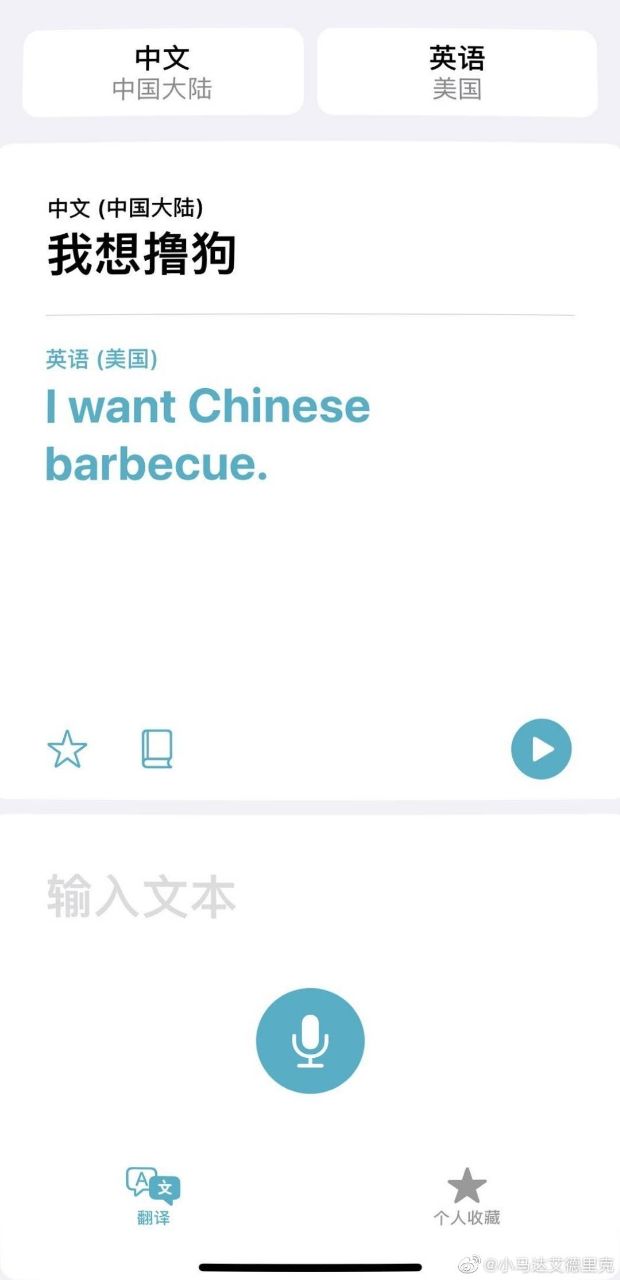 中文
中国大陆
英语
美国
中文 (中国大陆)
我想撸狗
英语 (美国)
I want Chinese
barbecue.
输入文本
A 文
翻译
个人收藏
@小马达艾德里克